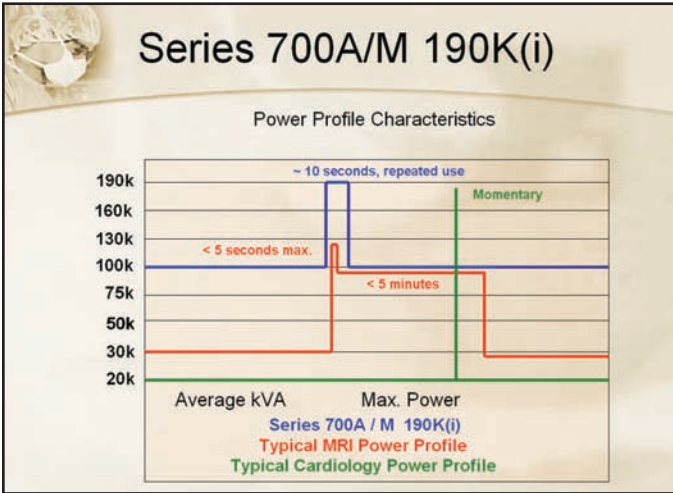 Series 700A/M 190K(i)
Power Profile Characteristics
190k
~ 10 seconds, repeated use
Momentary
160k
130k
< 5 seconds max.
100k
< 5 minutes
75k
50k
30k
20k
Average kVA Max. Power
Series 700A / M 190K(i)
Typical MRI Power Profile
Typical Cardiology Power Profile